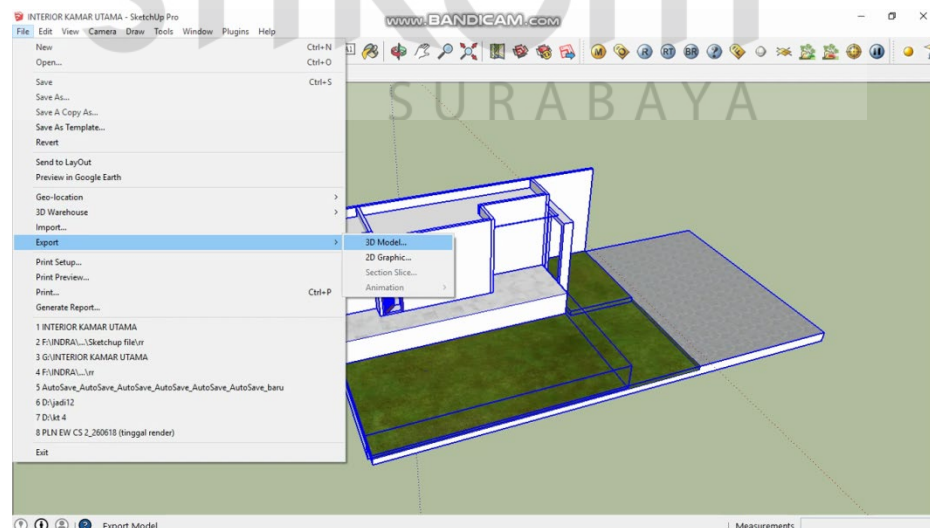 INTERIOR KAMAR UTAMA - SketchUp Pro
www.BANDICAM.com
File Edit View Camera Draw Tools Window Plugins Help
New Ctrl+N
Open... Ctrl+O
Save Ctrl+S
Save As...
Save A Copy As...
Save As Template...
Revert
Send to LayOut
Preview in Google Earth
Geo-location
3D Warehouse
Import...
Export
3D Model...
2D Graphic...
Section Slice...
Animation
Print Setup...
Print Preview...
Print... Ctrl+P
Generate Report...
1 INTERIOR KAMAR UTAMA
2 F:\INDRA\...\Sketchup file\rr
3 G:\INTERIOR KAMAR UTAMA
4 F:\INDRA\...\rr
5 AutoSave_AutoSave_AutoSave_AutoSave_AutoSave_baru
6 D:\jadi12
7 D:\kt 4
8 PLN EW CS 2_260618 (tinggal render)
Exit
M R RT BR
SURABAYA
Export Model
Measurements